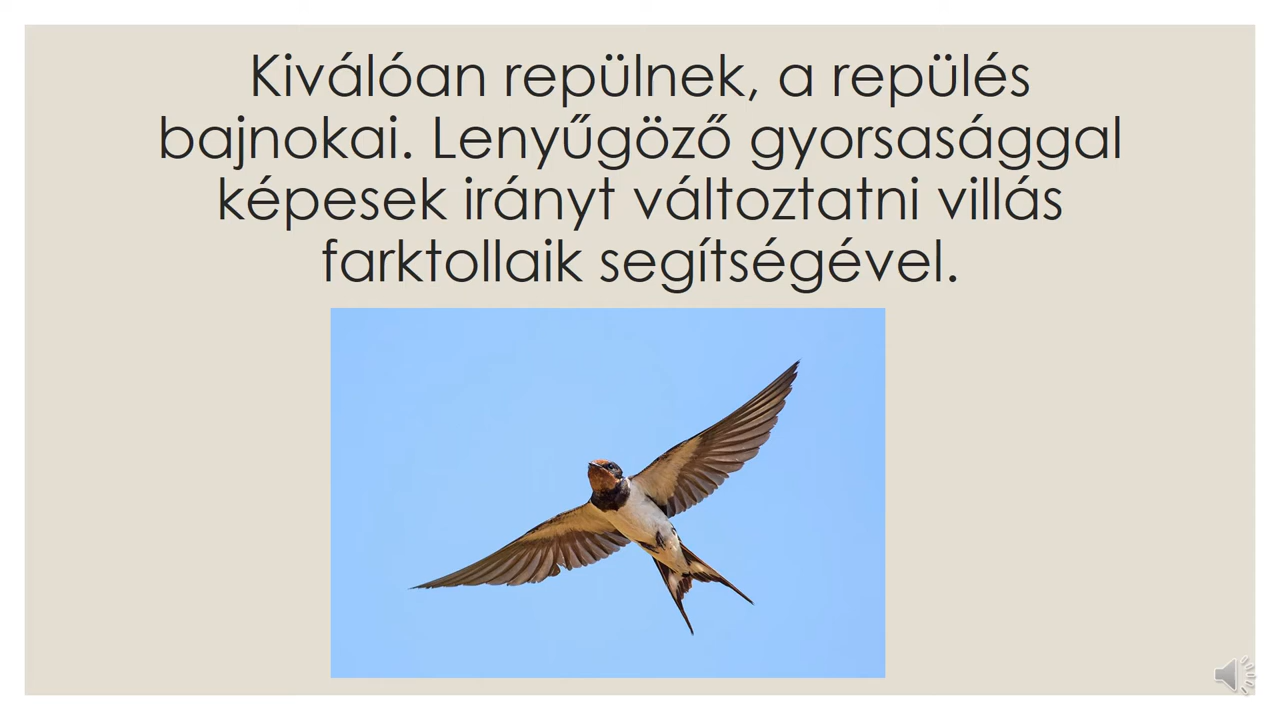 Kiválóan repülnek, a repülés
bajnokai. Lenyűgöző gyorsasággal
képesek irányt változtatni villás
farktollaik segítségével.